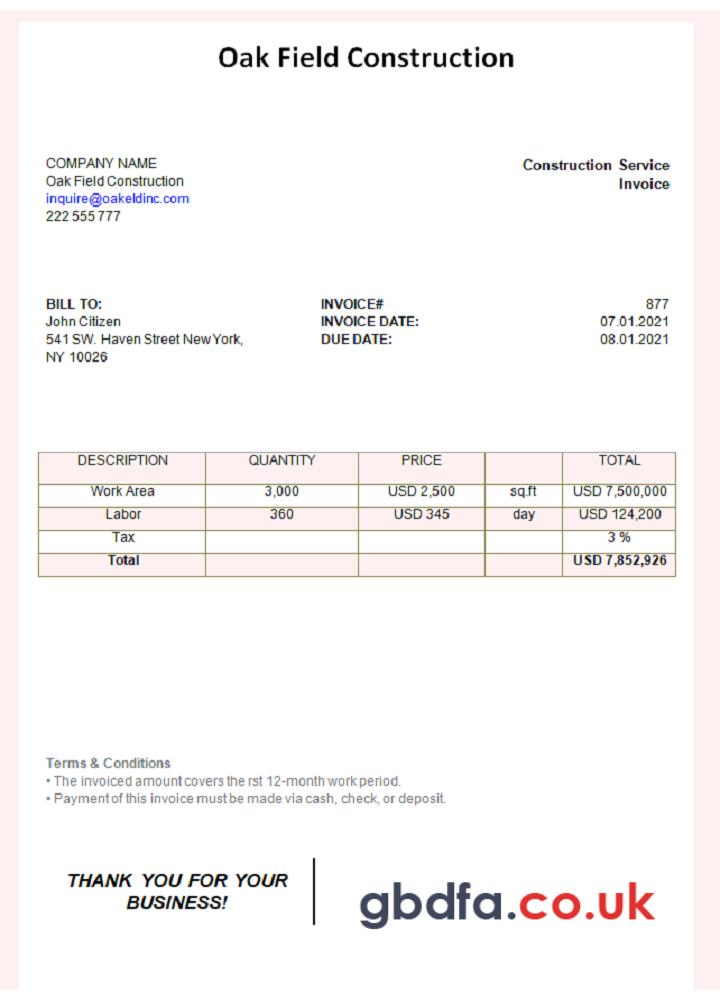 Oak Field Construction
COMPANY NAME
Oak Field Construction
inquire@oakeldinc.com
222 555 777
Construction Service
Invoice
BILL TO:
John Citizen
541 SW. Haven Street New York,
NY 10026
INVOICE# 877
INVOICE DATE: 07.01.2021
DUE DATE: 08.01.2021
DESCRIPTION QUANTITY PRICE TOTAL
Work Area 3,000 USD 2,500 sq.ft USD 7,500,000
Labor 360 USD 345 day USD 124,200
Tax 3 %
Total USD 7,852,926
Terms & Conditions
• The invoiced amount covers the rst 12-month work period.
• Payment of this invoice must be made via cash, check, or deposit.
THANK YOU FOR YOUR
BUSINESS!
gbdfa.co.uk